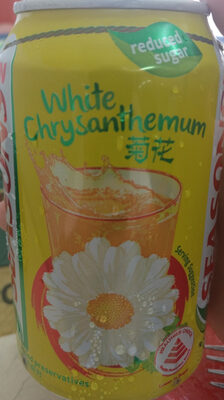 reduced
sugar
White
Chrysanthemum
菊花
Serving Suggestion
preservatives